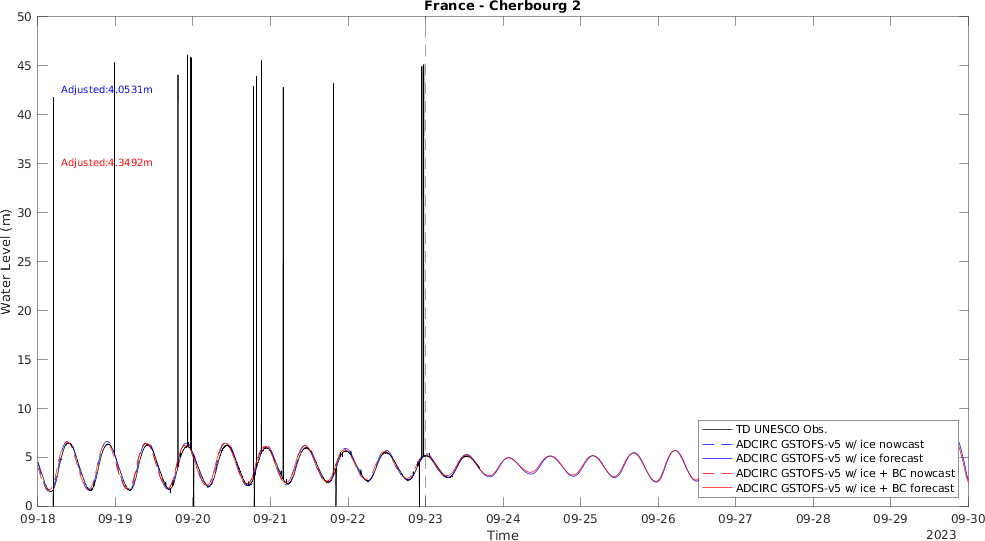 France - Cherbourg 2
50
45
40
35
30
25
20
15
10
5
0
Water Level (m)
Adjusted:4.0531m
Adjusted:4.3492m
TD UNESCO Obs.
ADCIRC GSTOFS-v5 w/ ice nowcast
ADCIRC GSTOFS-v5 w/ ice forecast
ADCIRC GSTOFS-v5 w/ ice + BC nowcast
ADCIRC GSTOFS-v5 w/ ice + BC forecast
09-18 09-19 09-20 09-21 09-22 09-23 09-24 09-25 09-26 09-27 09-28 09-29 09-30
Time
2023